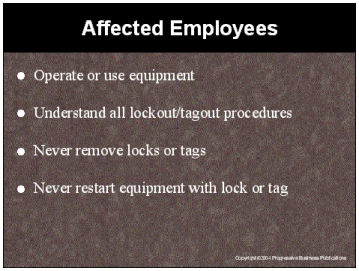 Affected Employees
Operate or use equipment
Understand all lockout/tagout procedures
Never remove locks or tags
Never restart equipment with lock or tag
Copyright ©2004 Progressive Business Publications